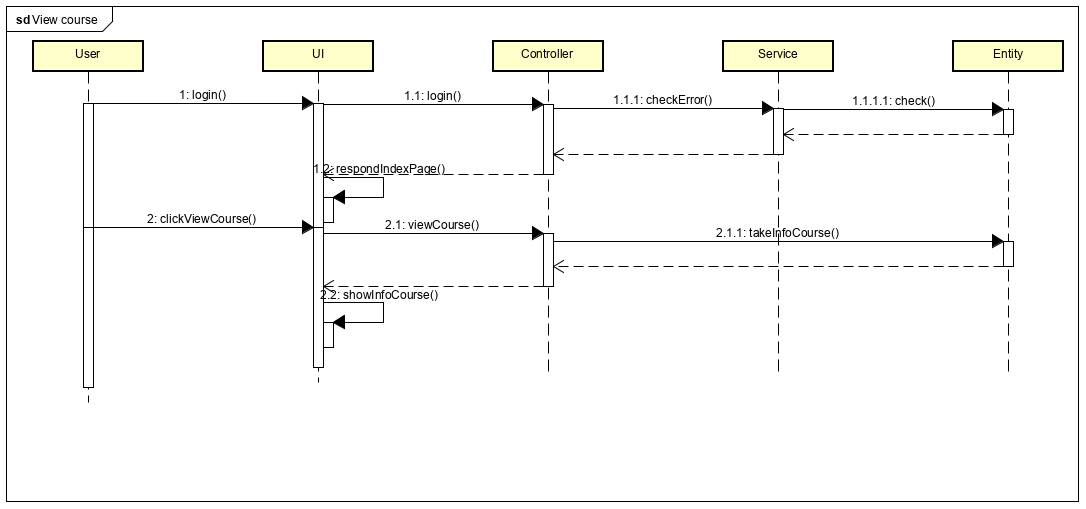 sd View course
User
UI
Controller
Service
Entity
1: login()
1.1: login()
1.1.1: checkError()
1.1.1.1: check()
1.2: respondIndexPage()
2: clickViewCourse()
2.1: viewCourse()
2.1.1: takeInfoCourse()
2.2: showInfoCourse()